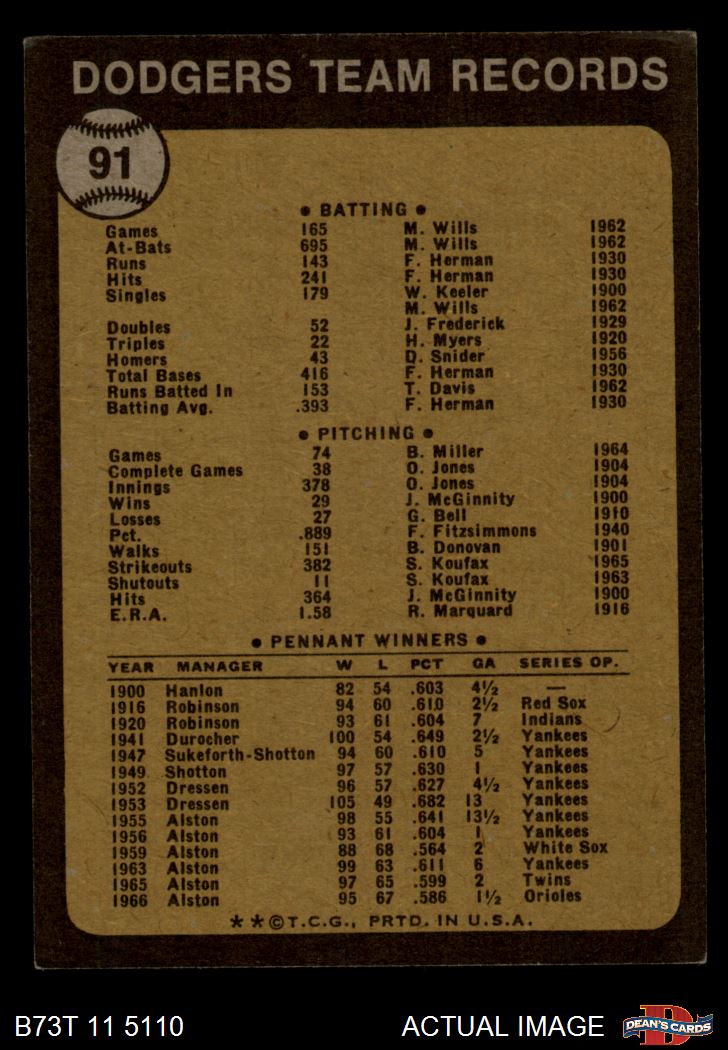 DODGERS TEAM RECORDS
91
• BATTING •
Games 165 M. Wills 1962
At-Bats 695 M. Wills 1962
Runs 143 F. Herman 1930
Hits 241 F. Herman 1930
Singles 179 W. Keeler 1900
M. Wills 1962
Doubles 52 J. Frederick 1929
Triples 22 H. Myers 1920
Homers 43 D. Snider 1956
Total Bases 416 F. Herman 1930
Runs Batted In 153 T. Davis 1962
Batting Avg. .393 F. Herman 1930
• PITCHING •
Games 74 B. Miller 1964
Complete Games 38 O. Jones 1904
Innings 378 O. Jones 1904
Wins 29 J. McGinnity 1900
Losses 27 G. Bell 1910
Pct. .889 F. Fitzsimmons 1940
Walks 151 B. Donovan 1901
Strikeouts 382 S. Koufax 1965
Shutouts 11 S. Koufax 1963
Hits 364 J. McGinnity 1900
E.R.A. 1.58 R. Marquard 1916
• PENNANT WINNERS •
YEAR MANAGER W L PCT GA SERIES OP.
1900 Hanlon 82 54 .603 4½ —
1916 Robinson 94 60 .610 2½ Red Sox
1920 Robinson 93 61 .604 7 Indians
1941 Durocher 100 54 .649 2½ Yankees
1947 Sukeforth-Shotton 94 60 .610 5 Yankees
1949 Shotton 97 57 .630 1 Yankees
1952 Dressen 96 57 .627 4½ Yankees
1953 Dressen 105 49 .682 13 Yankees
1955 Alston 98 55 .641 13½ Yankees
1956 Alston 93 61 .604 1 Yankees
1959 Alston 88 68 .564 2 White Sox
1963 Alston 99 63 .611 6 Yankees
1965 Alston 97 65 .599 2 Twins
1966 Alston 95 67 .586 1½ Orioles
**©T.C.G., PRTD. IN U.S.A.
B73T 11 5110 ACTUAL IMAGE
D
DEAN'S CARDS